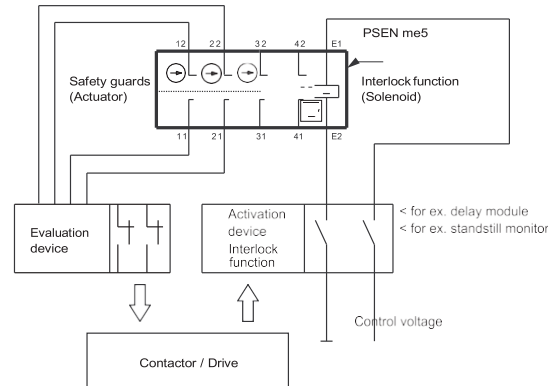 PSEN me5
12 22 32 42 E1
Safety guards
(Actuator)
Interlock function
(Solenoid)
11 21 31 41 E2
Evaluation
device
Activation
device
Interlock
function
< for ex. delay module
< for ex. standstill monitor
Control voltage
Contactor / Drive